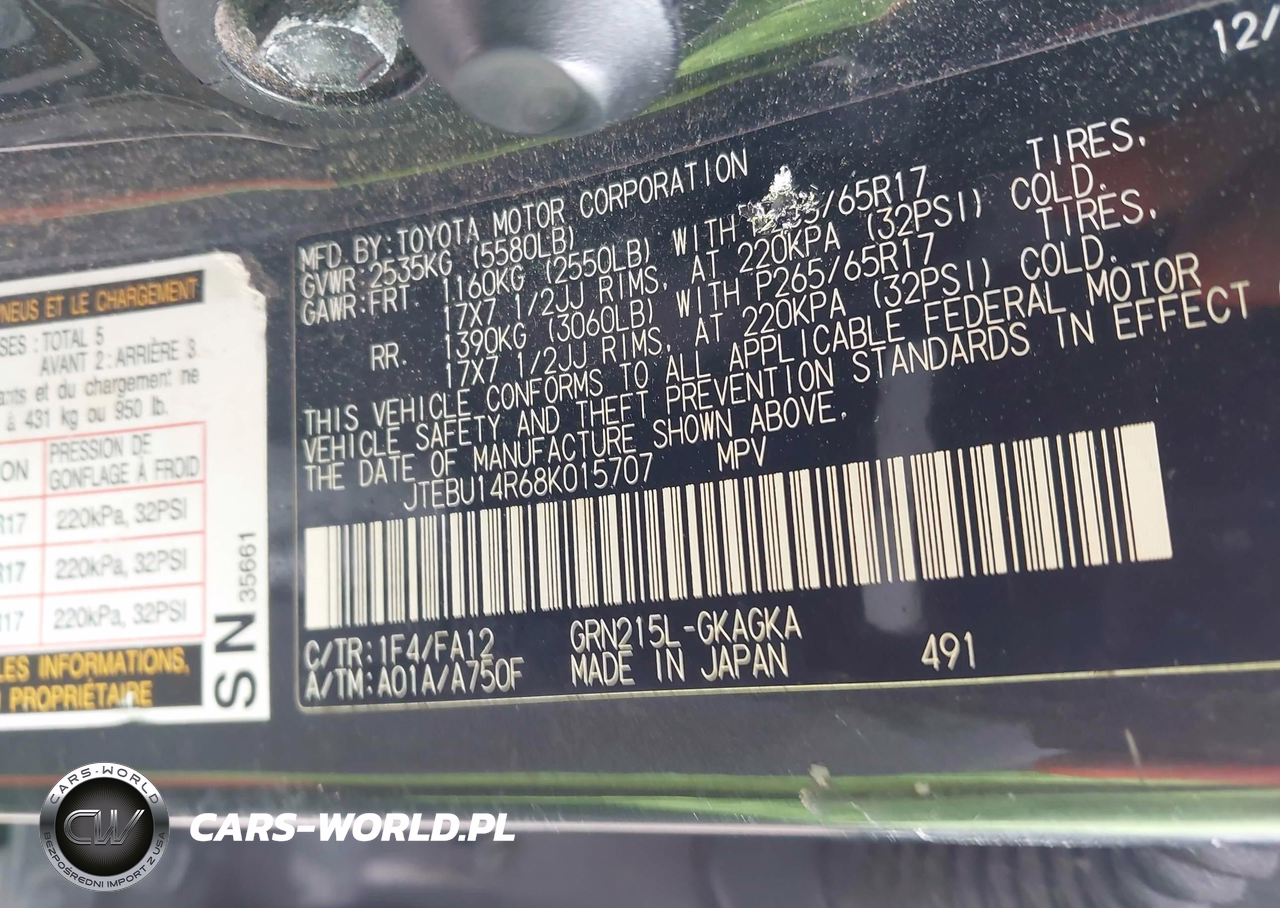 12/
MFD. BY: TOYOTA MOTOR CORPORATION
GVWR: 2535KG (5580LB)
GAWR: FRT. 1160KG (2550LB) WITH 265/65R17 TIRES,
17X7 1/2JJ RIMS, AT 220KPA (32PSI) COLD.
RR. 1390KG (3060LB) WITH P265/65R17 TIRES,
17X7 1/2JJ RIMS, AT 220KPA (32PSI) COLD.
THIS VEHICLE CONFORMS TO ALL APPLICABLE FEDERAL MOTOR
VEHICLE SAFETY AND THEFT PREVENTION STANDARDS IN EFFECT
THE DATE OF MANUFACTURE SHOWN ABOVE.
JTEBU14R68K015707 MPV
C/TR: 1F4/FA12 GRN215L-GKAGKA
A/TM: A01A/A750F MADE IN JAPAN 491
PNEUS ET LE CHARGEMENT
SES : TOTAL 5
AVANT 2 : ARRIÈRE 3
ants et du chargement ne
à 431 kg ou 950 lb.
ON PRESSION DE
GONFLAGE À FROID
R17 220kPa, 32PSI
R17 220kPa, 32PSI
17 220kPa, 32PSI
LES INFORMATIONS,
PROPRIÉTAIRE
SN 35661
CARS-WORLD
CW
BEZPOŚREDNI IMPORT Z USA
CARS-WORLD.PL